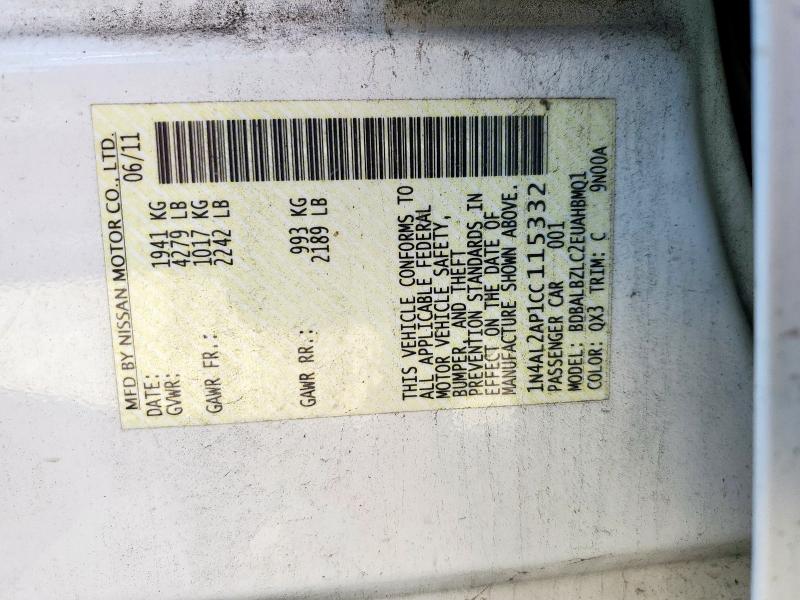 MFD BY NISSAN MOTOR CO., LTD.
DATE: 06/11
GVWR: 1941 KG
4279 LB
GAWR FR.: 1017 KG
2242 LB
GAWR RR.: 993 KG
2189 LB
THIS VEHICLE CONFORMS TO
ALL APPLICABLE FEDERAL
MOTOR VEHICLE SAFETY,
BUMPER, AND THEFT
PREVENTION STANDARDS IN
EFFECT ON THE DATE OF
MANUFACTURE SHOWN ABOVE.
1N4AL2AP1CC115332
PASSENGER CAR 001
MODEL: BDBALBZLC2EUAHBMQ1
COLOR: QX3 TRIM: C 9N00A